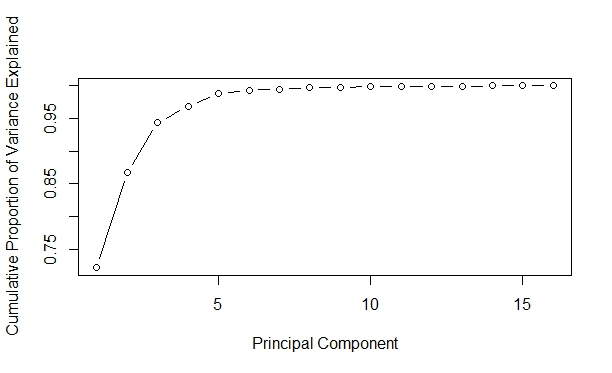 Cumulative Proportion of Variance Explained
0.95
0.85
0.75
5 10 15
Principal Component